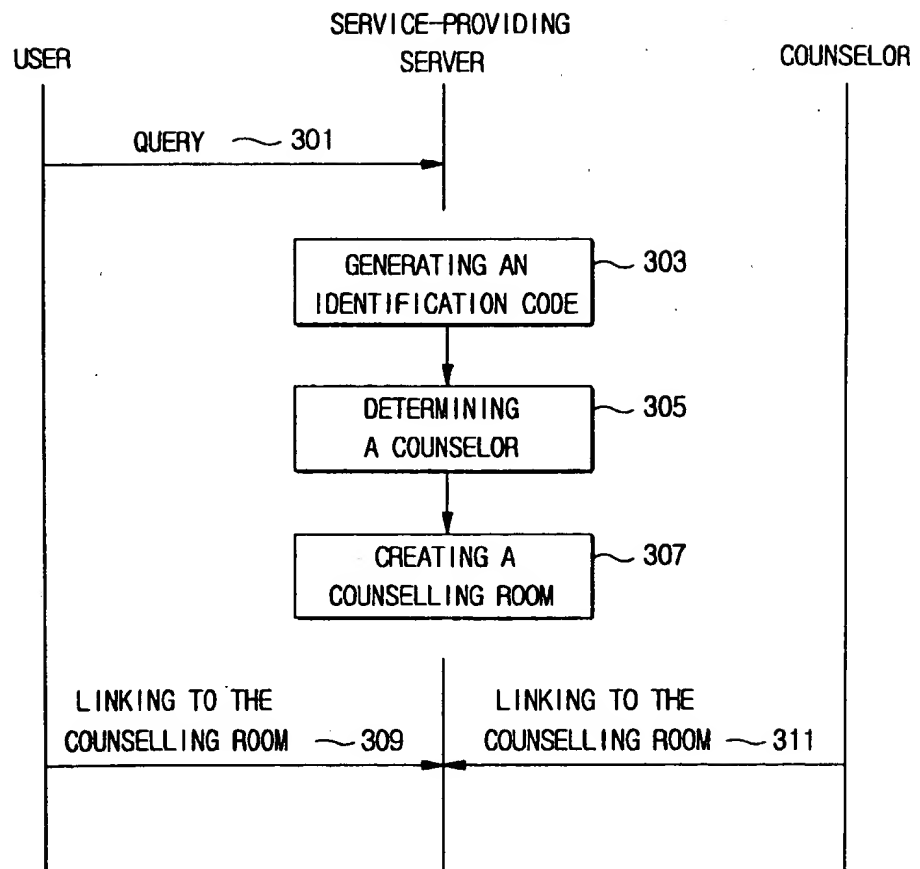 SERVICE-PROVIDING
SERVER
USER
COUNSELOR
QUERY 301
GENERATING AN
IDENTIFICATION CODE
303
DETERMINING
A COUNSELOR
305
CREATING A
COUNSELLING ROOM
307
LINKING TO THE
COUNSELLING ROOM 309
LINKING TO THE
COUNSELLING ROOM 311